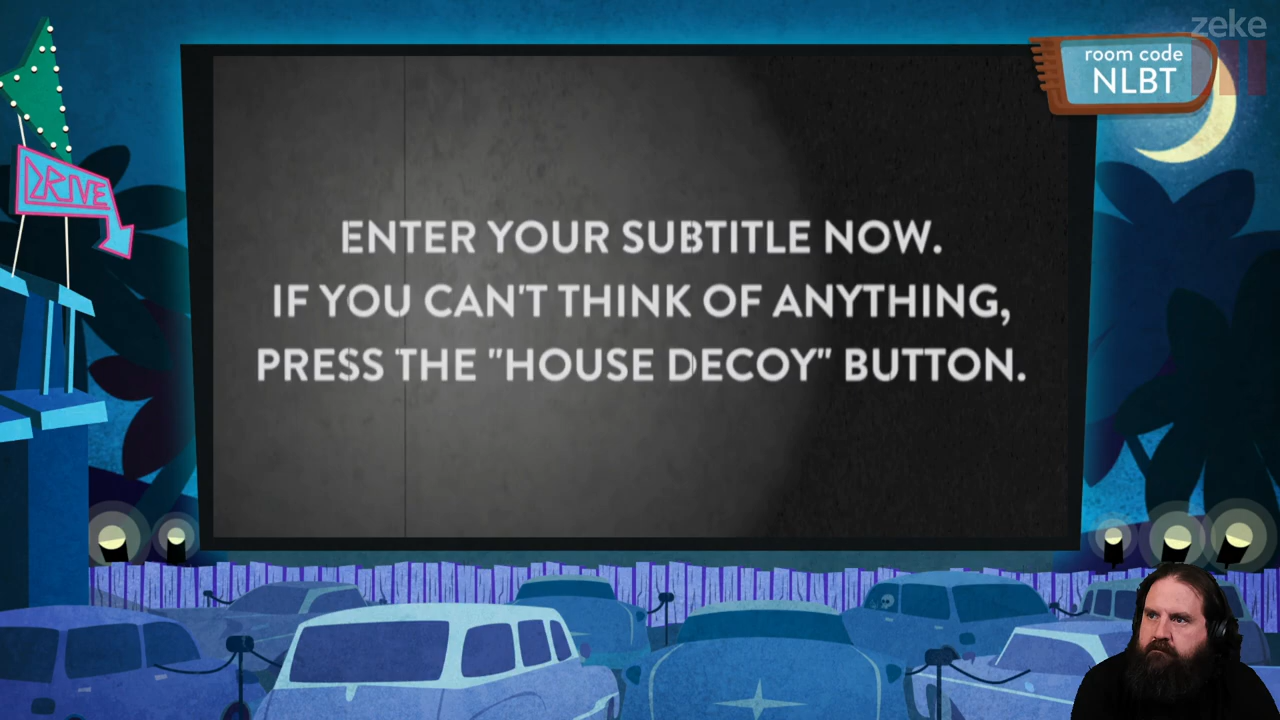 zeke
room code
NLBT
DRIVE
ENTER YOUR SUBTITLE NOW.
IF YOU CAN'T THINK OF ANYTHING,
PRESS THE "HOUSE DECOY" BUTTON.